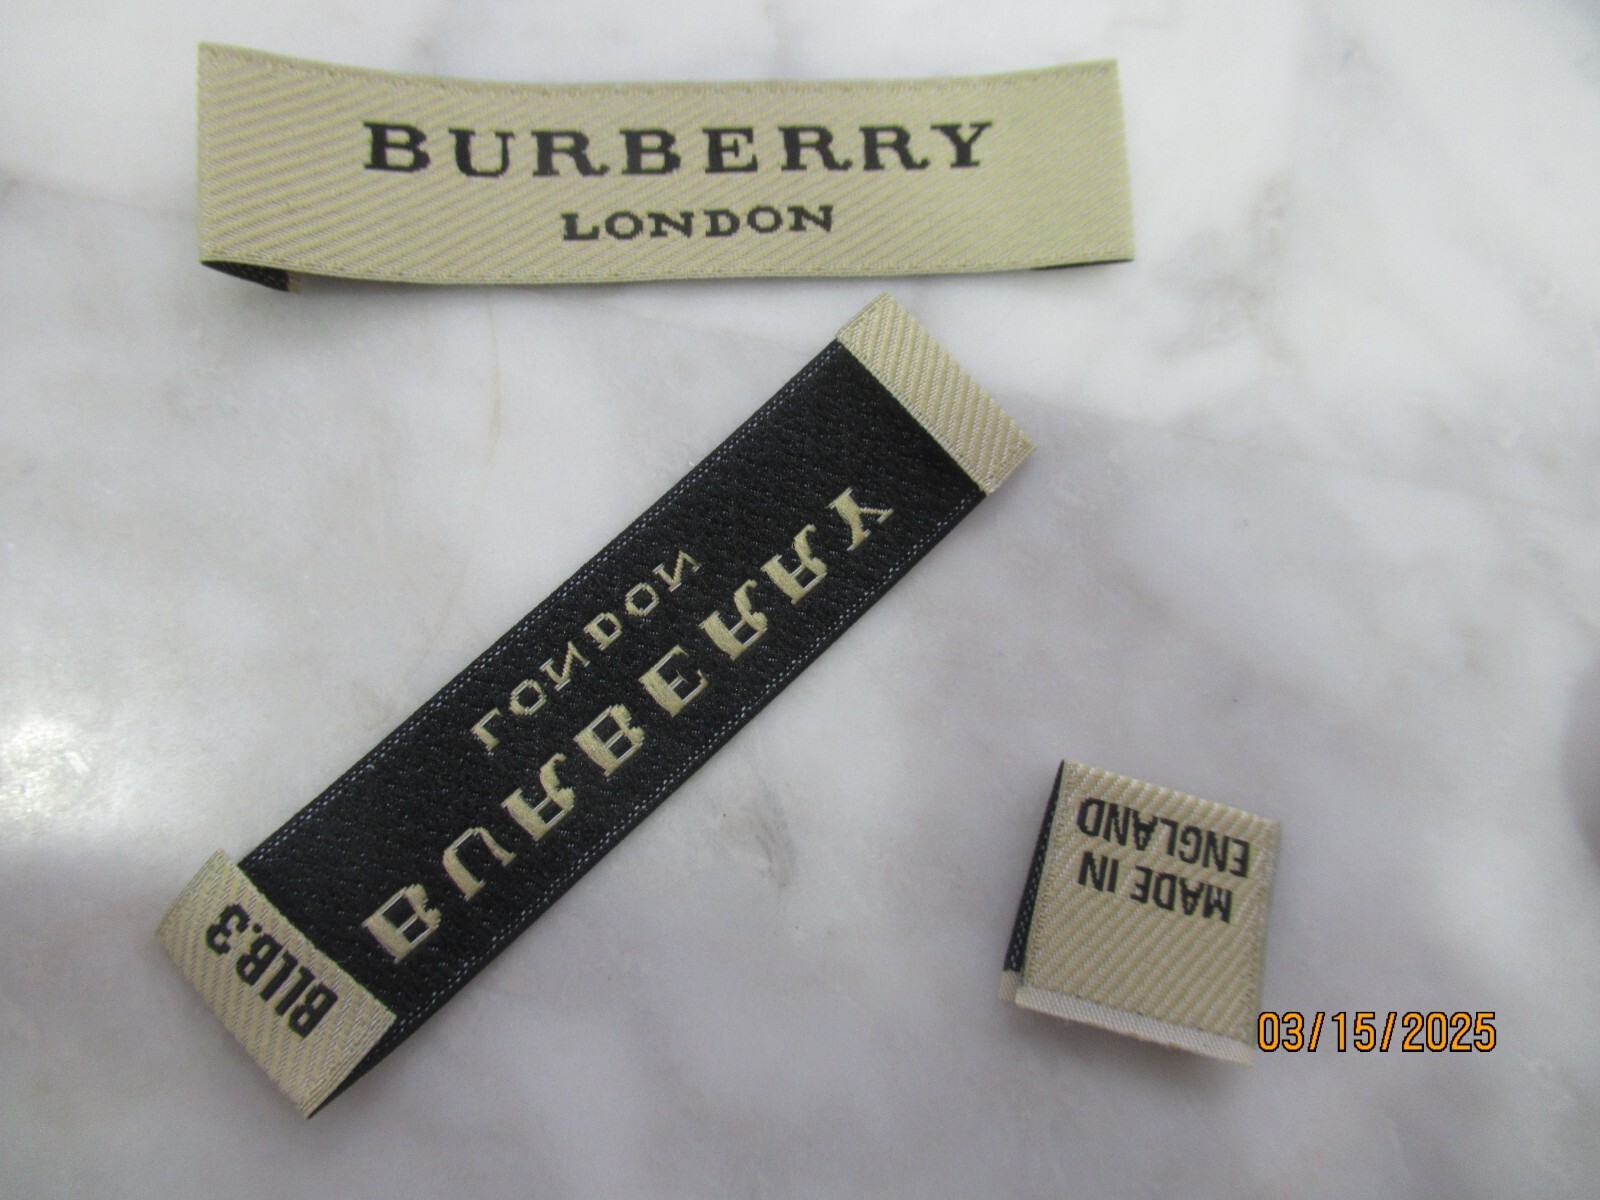 BURBERRY
LONDON
BURBERRY
LONDON
BLLB.3
MADE IN
ENGLAND
03/15/2025